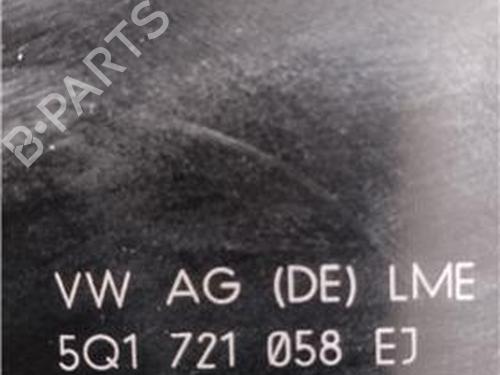 B-PARTS
VW AG (DE) LME
5Q1 721 058 EJ